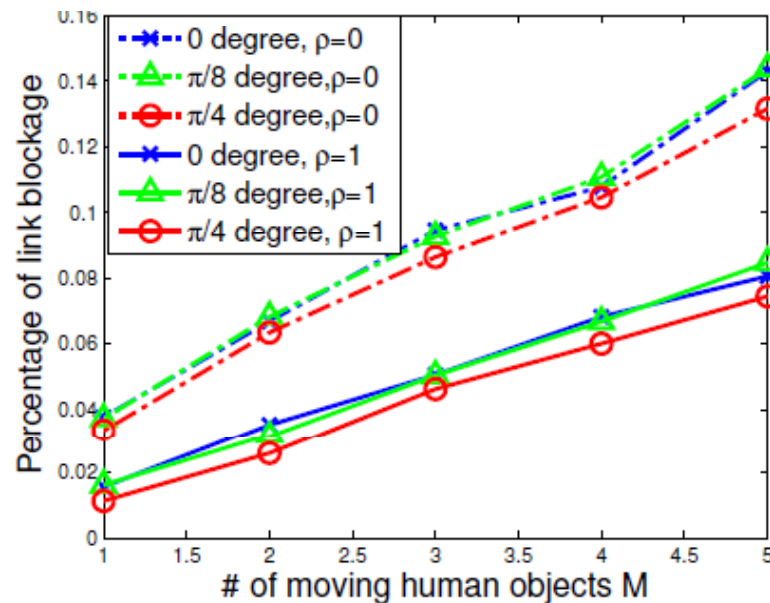 0.16
0 degree, ρ=0
π/8 degree,ρ=0
π/4 degree, ρ=0
0 degree, ρ=1
π/8 degree,ρ=1
π/4 degree, ρ=1
0.14
0.12
0.1
0.08
0.06
0.04
0.02
0
Percentage of link blockage
1 1.5 2 2.5 3 3.5 4 4.5 5
# of moving human objects M